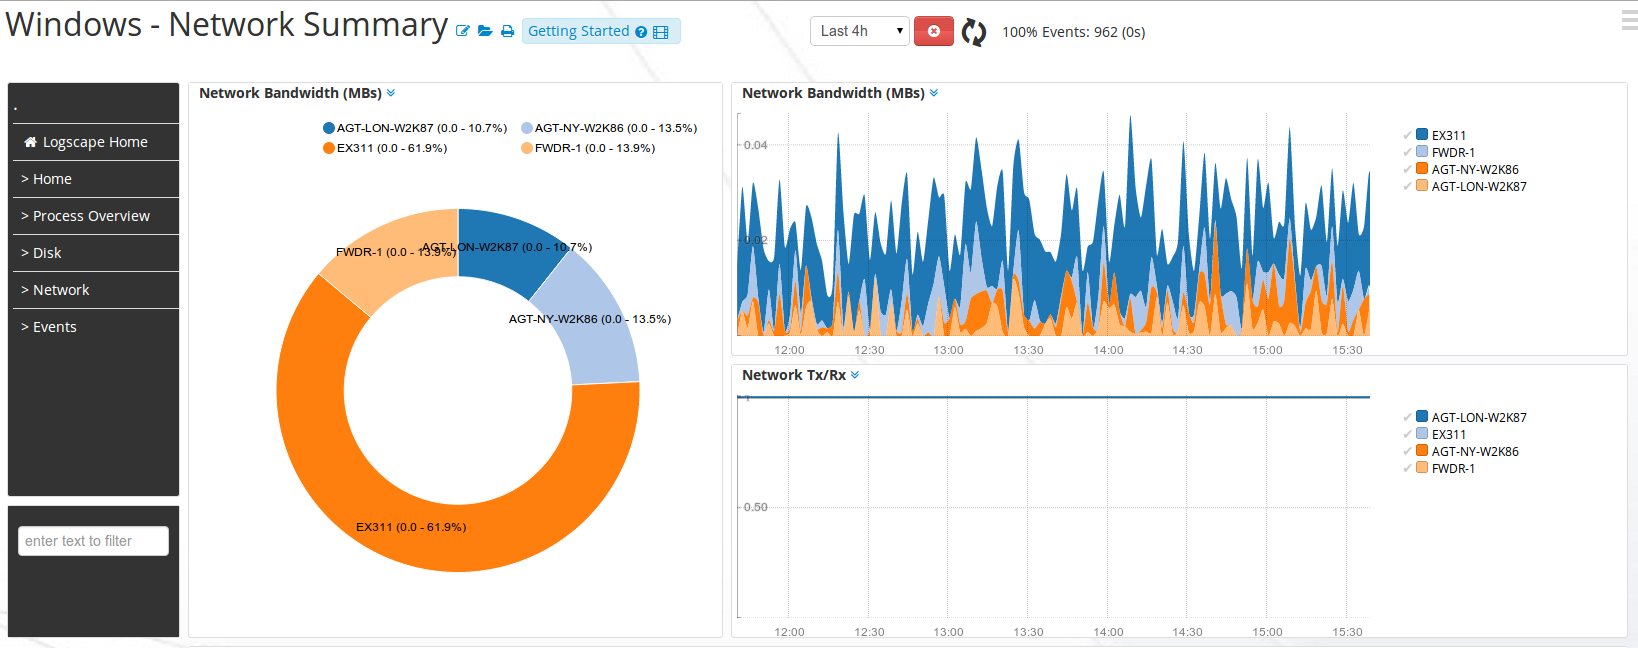 Windows - Network Summary
Getting Started
Last 4h
100% Events: 962 (0s)
.
Logscape Home
> Home
> Process Overview
> Disk
> Network
> Events
enter text to filter
Network Bandwidth (MBs)
AGT-LON-W2K87 (0.0 - 10.7%) AGT-NY-W2K86 (0.0 - 13.5%)
EX311 (0.0 - 61.9%) FWDR-1 (0.0 - 13.9%)
AGT-LON-W2K87 (0.0 - 10.7%)
FWDR-1 (0.0 - 13.9%)
AGT-NY-W2K86 (0.0 - 13.5%)
EX311 (0.0 - 61.9%)
Network Bandwidth (MBs)
0.04
0.02
12:00 12:30 13:00 13:30 14:00 14:30 15:00 15:30
EX311
FWDR-1
AGT-NY-W2K86
AGT-LON-W2K87
Network Tx/Rx
1
0.50
12:00 12:30 13:00 13:30 14:00 14:30 15:00 15:30
AGT-LON-W2K87
EX311
AGT-NY-W2K86
FWDR-1